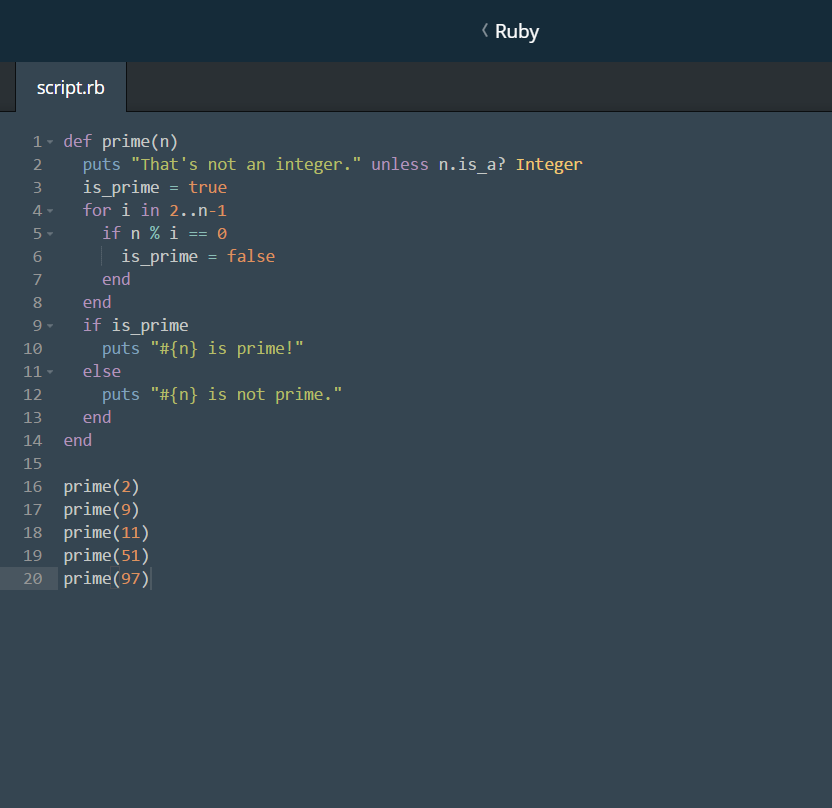 ‹ Ruby
script.rb
1 def prime(n)
2   puts "That's not an integer." unless n.is_a? Integer
3   is_prime = true
4   for i in 2..n-1
5     if n % i == 0
6       is_prime = false
7     end
8   end
9   if is_prime
10     puts "#{n} is prime!"
11   else
12     puts "#{n} is not prime."
13   end
14 end
15
16 prime(2)
17 prime(9)
18 prime(11)
19 prime(51)
20 prime(97)